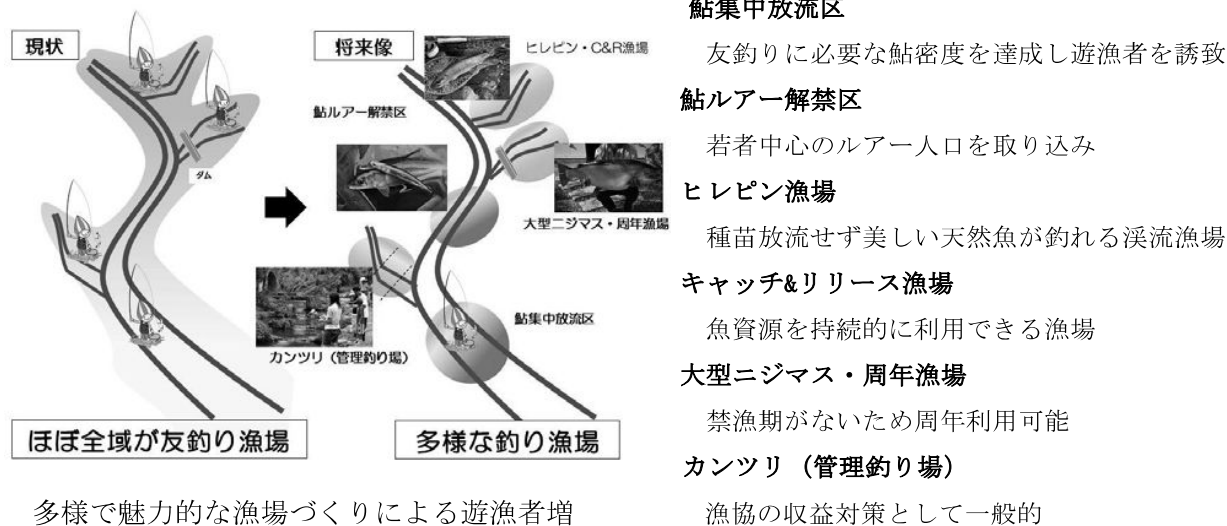 現状
ダム
ほぼ全域が友釣り漁場
将来像
ヒレピン・C&R漁場
鮎ルアー解禁区
大型ニジマス・周年漁場
鮎集中放流区
カンツリ（管理釣り場）
多様な釣り漁場
多様で魅力的な漁場づくりによる遊漁者増
鮎集中放流区
友釣りに必要な鮎密度を達成し遊漁者を誘致
鮎ルアー解禁区
若者中心のルアー人口を取り込み
ヒレピン漁場
種苗放流せず美しい天然魚が釣れる渓流漁場
キャッチ&リリース漁場
魚資源を持続的に利用できる漁場
大型ニジマス・周年漁場
禁漁期がないため周年利用可能
カンツリ（管理釣り場）
漁協の収益対策として一般的